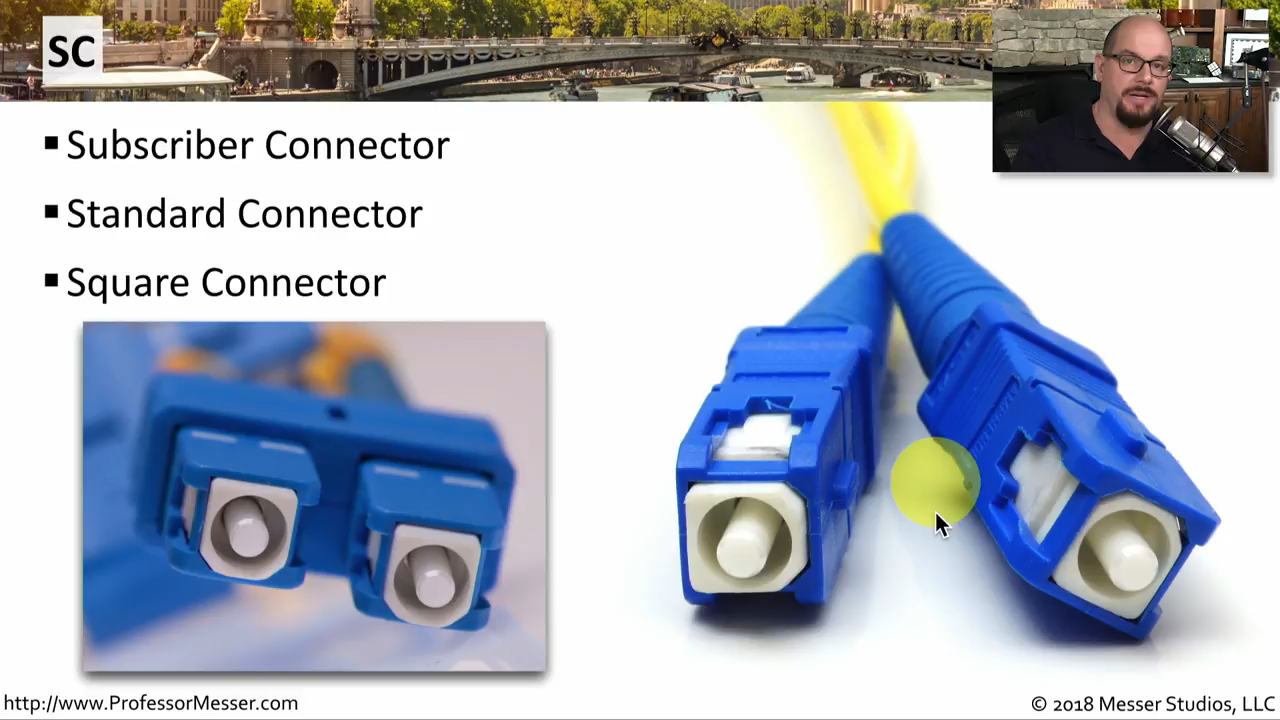 SC
▪ Subscriber Connector
▪ Standard Connector
▪ Square Connector
http://www.ProfessorMesser.com
© 2018 Messer Studios, LLC